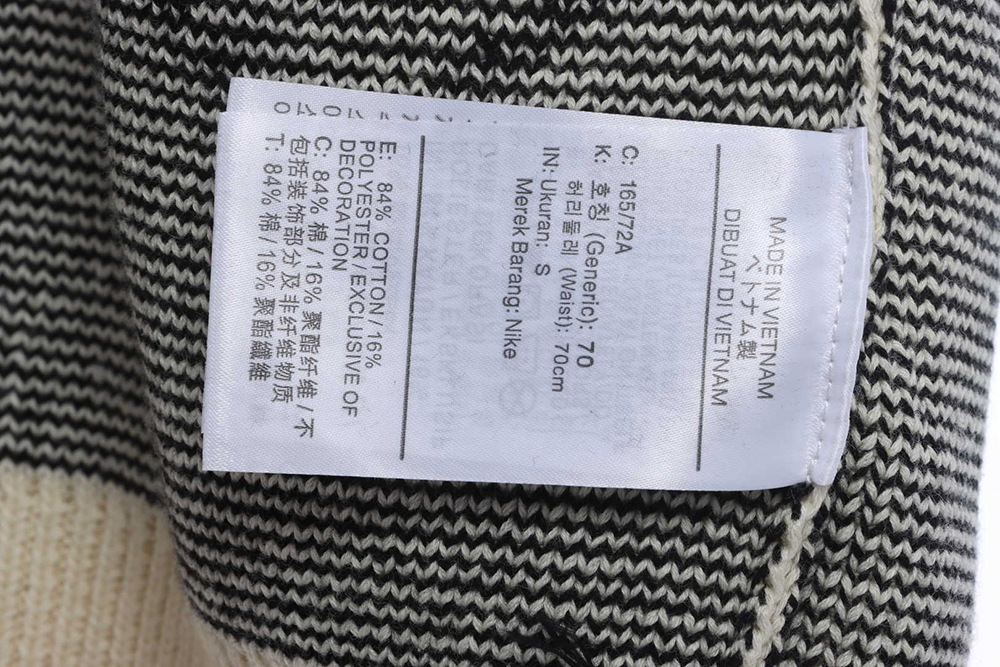 MADE IN VIETNAM
ベトナム製
DIBUAT DI VIETNAM
C: 165/72A
K: 호칭 (Generic): 70
허리둘레 (Waist): 70cm
IN: Ukuran: S
Merek Barang: Nike
E: 84% COTTON/16%
POLYESTER/EXCLUSIVE OF
DECORATION
C: 84% 棉/16% 聚酯纤维/不
包括装饰部分及非纤维物质
T: 84% 棉/16% 聚酯纖維